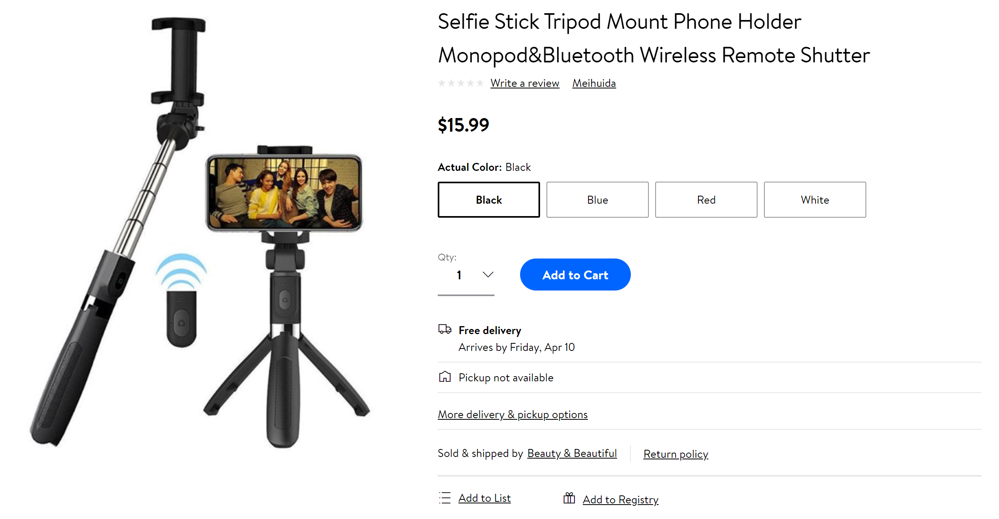 Selfie Stick Tripod Mount Phone Holder
Monopod&Bluetooth Wireless Remote Shutter
Write a review Meihuida
$15.99
Actual Color: Black
Black Blue Red White
Qty:
1 Add to Cart
Free delivery
Arrives by Friday, Apr 10
Pickup not available
More delivery & pickup options
Sold & shipped by Beauty & Beautiful Return policy
Add to List Add to Registry